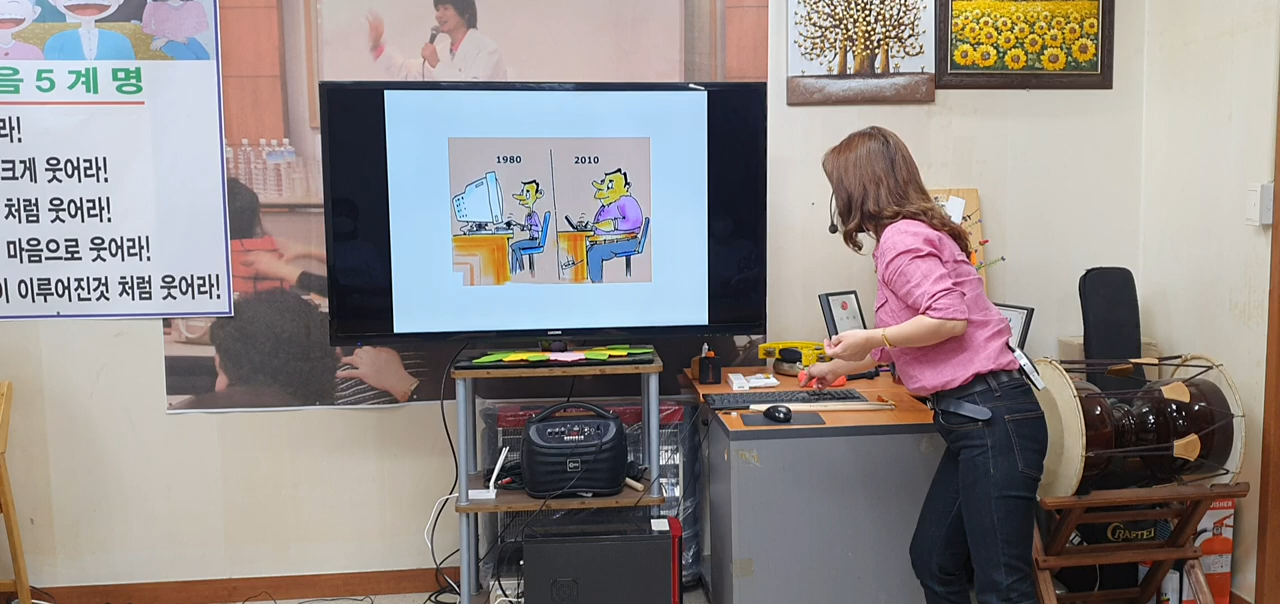 음 5 계 명
라!
크게 웃어라!
처럼 웃어라!
마음으로 웃어라!
이 이루어진것 처럼 웃어라!
1980
2010
CRAFTER